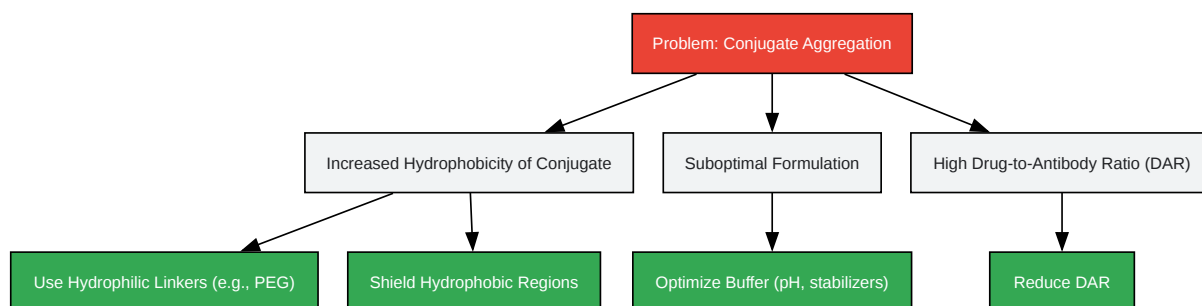 Problem: Conjugate Aggregation
Increased Hydrophobicity of Conjugate
Suboptimal Formulation
High Drug-to-Antibody Ratio (DAR)
Use Hydrophilic Linkers (e.g., PEG)
Shield Hydrophobic Regions
Optimize Buffer (pH, stabilizers)
Reduce DAR